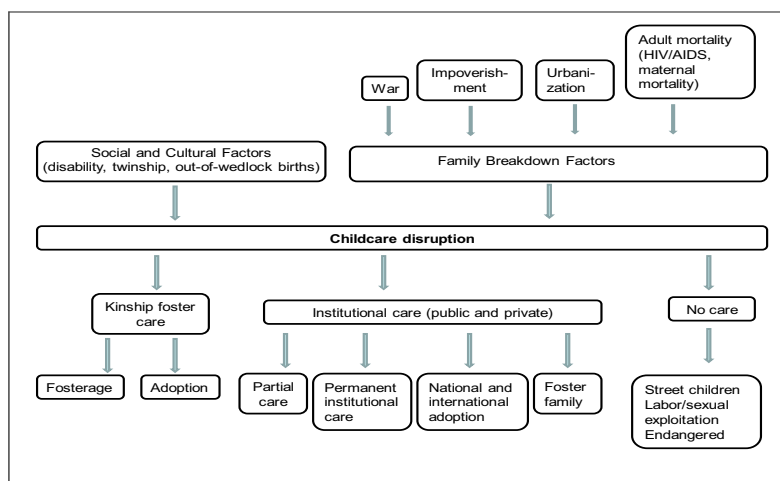 Adult mortality
(HIV/AIDS,
maternal
mortality)
War
Impoverish-
ment
Urbani-
zation
Social and Cultural Factors
(disability, twinship, out-of-wedlock births)
Family Breakdown Factors
Childcare disruption
Kinship foster
care
Institutional care (public and private)
No care
Fosterage
Adoption
Partial
care
Permanent
institutional
care
National and
international
adoption
Foster
family
Street children
Labor/sexual
exploitation
Endangered